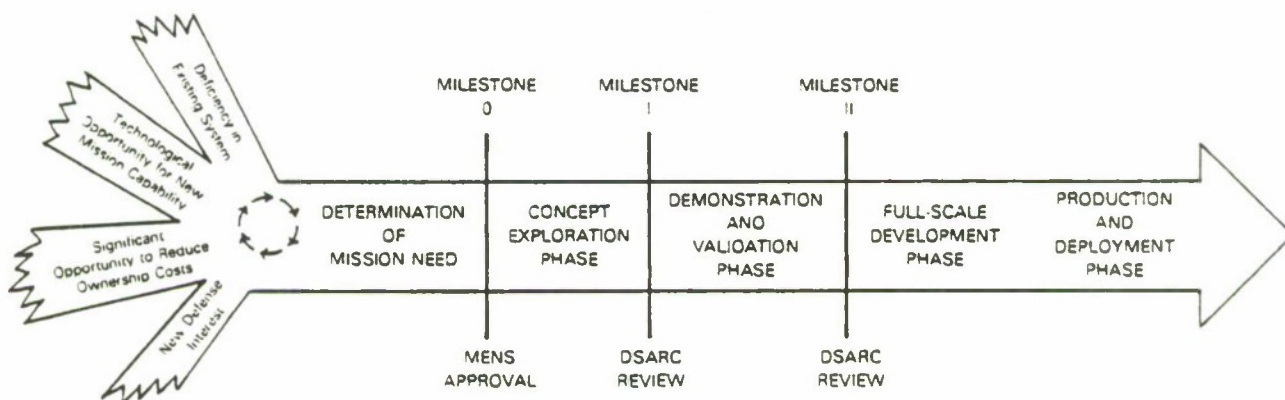 Deficiency in
Existing System
Technological
Opportunity for New
Mission Capability
Significant
Opportunity to Reduce
Ownership Costs
New Defense
Interest
DETERMINATION
OF
MISSION NEED
MILESTONE
0
MENS
APPROVAL
CONCEPT
EXPLORATION
PHASE
MILESTONE
I
DSARC
REVIEW
DEMONSTRATION
AND
VALIDATION
PHASE
MILESTONE
II
DSARC
REVIEW
FULL-SCALE
DEVELOPMENT
PHASE
PRODUCTION
AND
DEPLOYMENT
PHASE